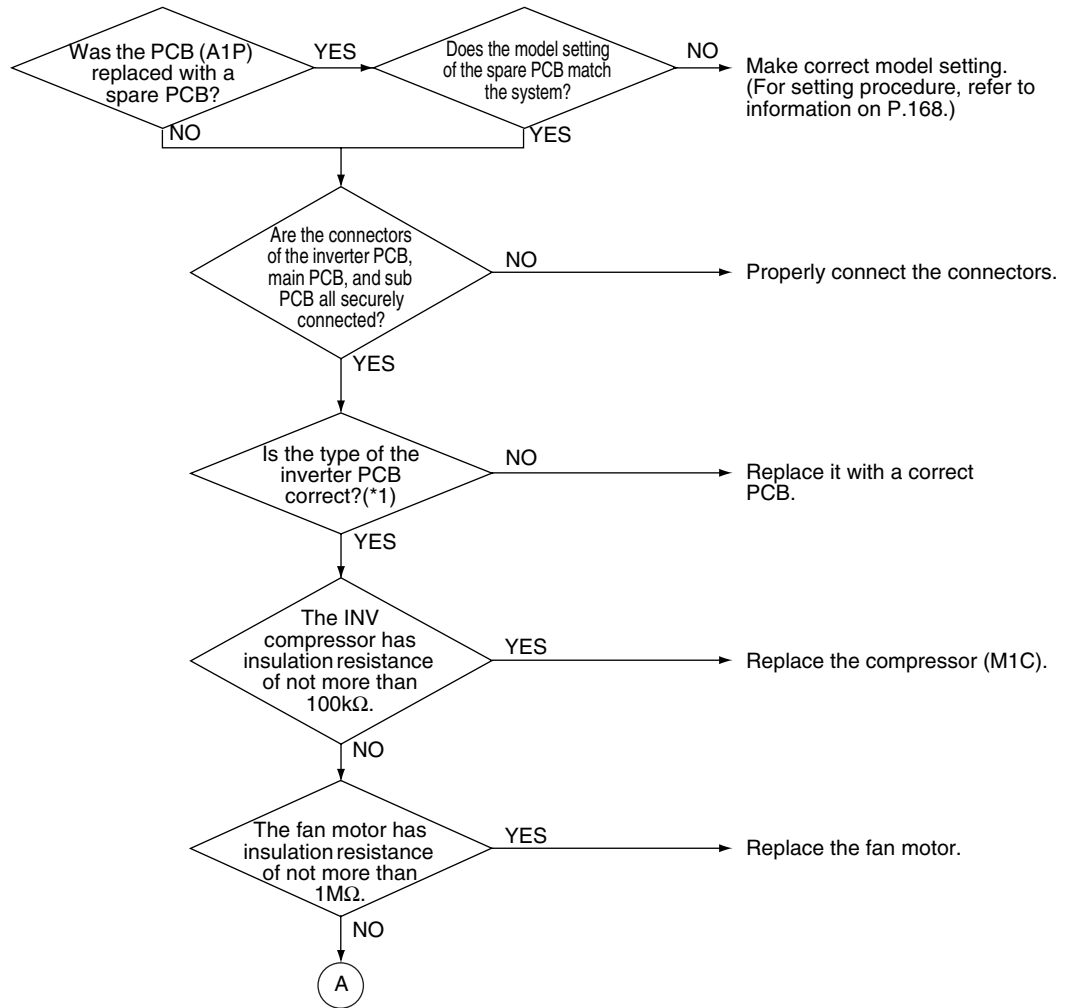 Was the PCB (A1P)
replaced with a
spare PCB?
YES
Does the model setting
of the spare PCB match
the system?
NO
Make correct model setting.
(For setting procedure, refer to
information on P.168.)
NO
YES
Are the connectors
of the inverter PCB,
main PCB, and sub
PCB all securely
connected?
NO
Properly connect the connectors.
YES
Is the type of the
inverter PCB
correct?(*1)
NO
Replace it with a correct
PCB.
YES
The INV
compressor has
insulation resistance
of not more than
100kΩ.
YES
Replace the compressor (M1C).
NO
The fan motor has
insulation resistance
of not more than
1MΩ.
YES
Replace the fan motor.
NO
A